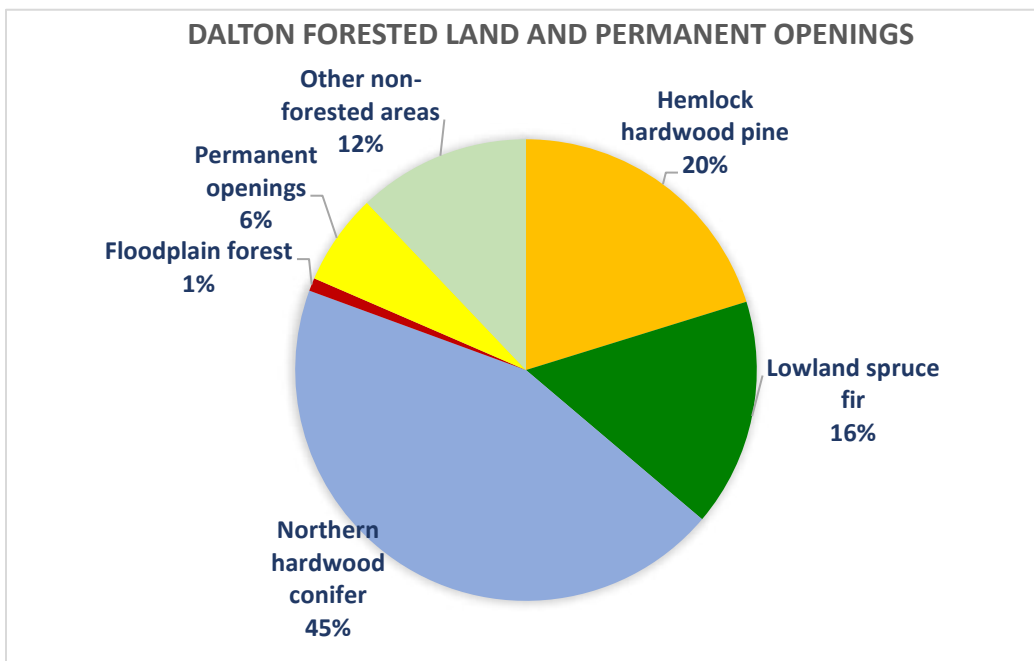 DALTON FORESTED LAND AND PERMANENT OPENINGS
Other non-
forested areas
12%
Hemlock
hardwood pine
20%
Permanent
openings
6%
Floodplain forest
1%
Lowland spruce
fir
16%
Northern
hardwood
conifer
45%